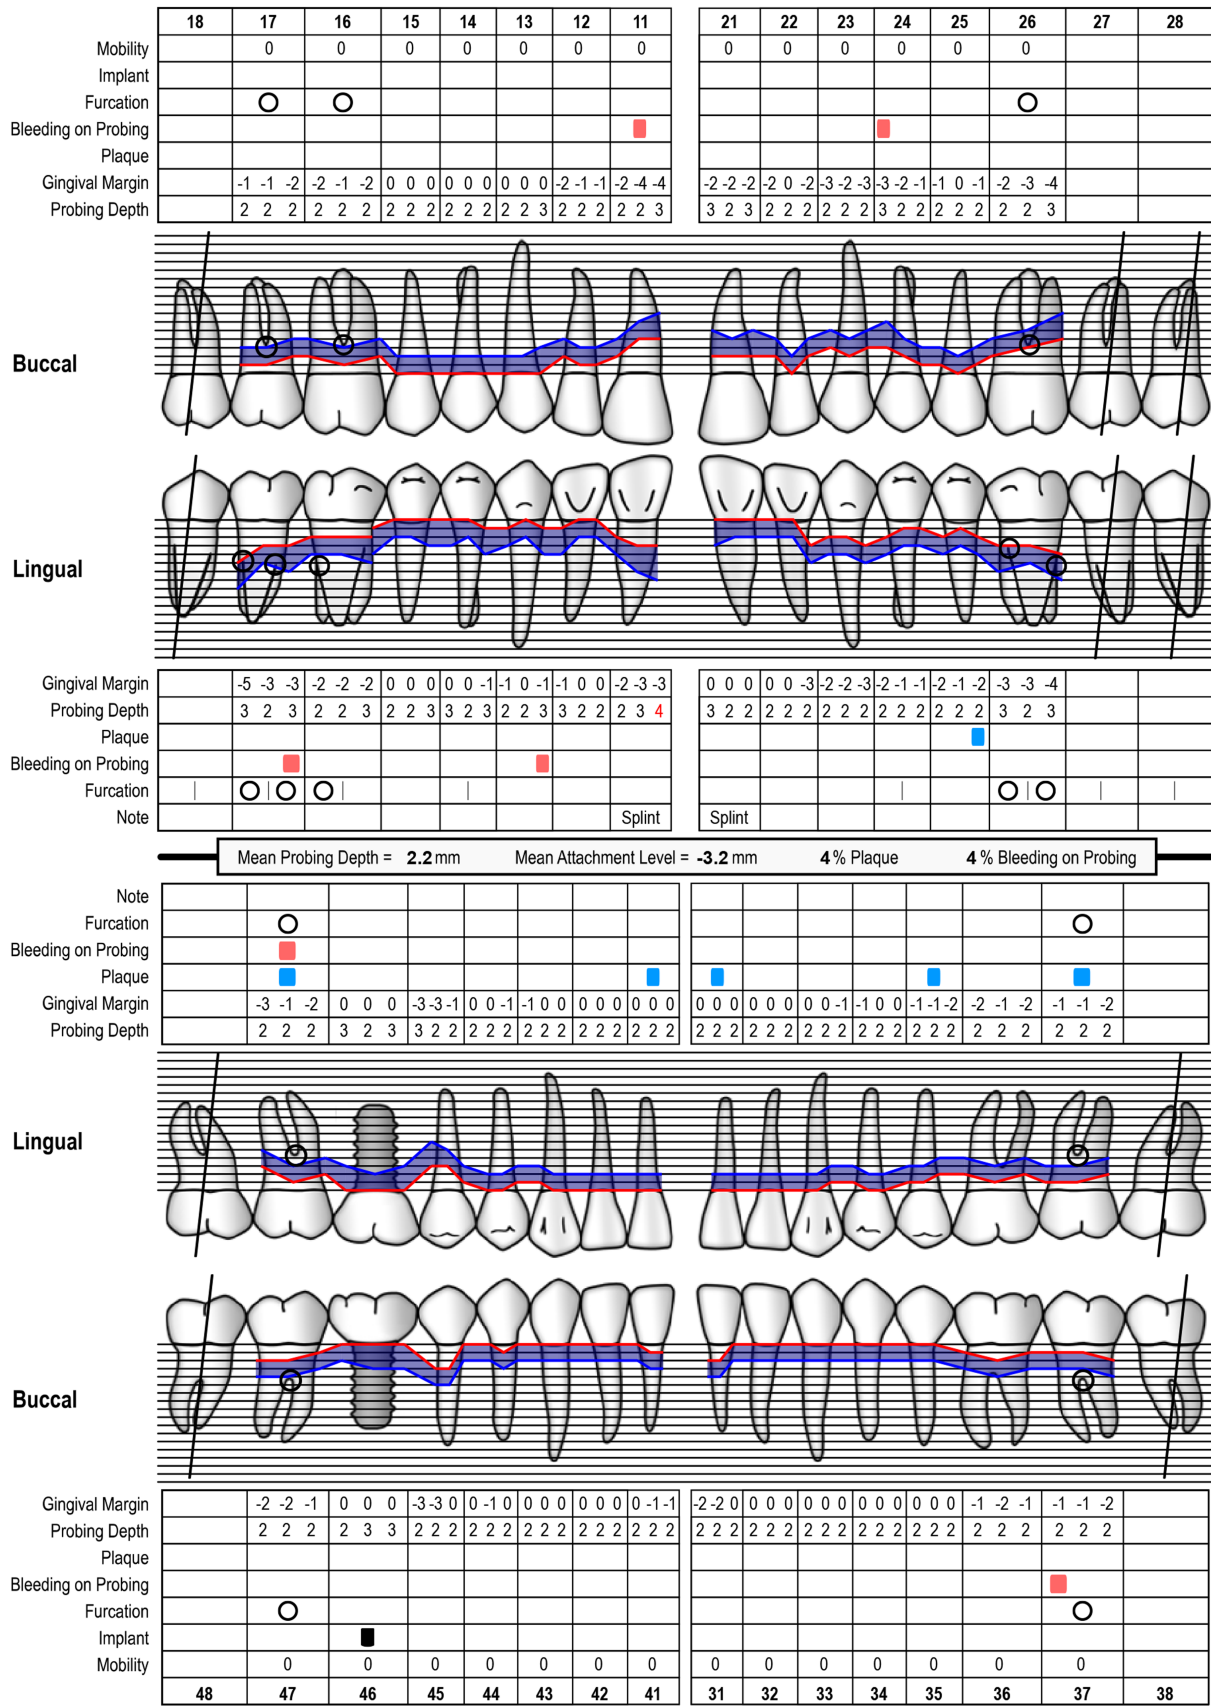 18 17 16 15 14 13 12 11 21 22 23 24 25 26 27 28
Mobility 0 0 0 0 0 0 0 0 0 0 0 0 0
Implant
Furcation
Bleeding on Probing
Plaque
Gingival Margin -1 -1 -2 -2 -1 -2 0 0 0 0 0 0 0 0 0 -2 -1 -1 -2 -4 -4 -2 -2 -2 -2 0 -2 -3 -2 -3 -3 -2 -1 -1 0 -1 -2 -3 -4
Probing Depth 2 2 2 2 2 2 2 2 2 2 2 2 2 2 3 2 2 2 2 2 3 3 2 3 2 2 2 2 2 2 3 2 2 2 2 2 2 2 3
Buccal
Lingual
Gingival Margin -5 -3 -3 -2 -2 -2 0 0 0 0 0 -1 -1 0 -1 -1 0 0 -2 -3 -3 0 0 0 0 0 -3 -2 -2 -3 -2 -1 -1 -2 -1 -2 -3 -3 -4
Probing Depth 3 2 3 2 2 3 2 2 3 3 2 3 2 2 3 3 2 2 2 3 4 3 2 2 2 2 2 2 2 2 2 2 2 2 2 2 3 2 3
Plaque
Bleeding on Probing
Furcation
Note Splint Splint
Mean Probing Depth = 2.2 mm Mean Attachment Level = -3.2 mm 4 % Plaque 4 % Bleeding on Probing
Note
Furcation
Bleeding on Probing
Plaque
Gingival Margin -3 -1 -2 0 0 0 -3 -3 -1 0 0 -1 -1 0 0 0 0 0 0 0 0 0 0 0 0 0 0 0 0 -1 -1 0 0 -1 -1 -2 -2 -1 -2 -1 -1 -2
Probing Depth 2 2 2 3 2 3 3 2 2 2 2 2 2 2 2 2 2 2 2 2 2 2 2 2 2 2 2 2 2 2 2 2 2 2 2 2 2 2 2 2 2 2
Lingual
Buccal
Gingival Margin -2 -2 -1 0 0 0 -3 -3 0 0 -1 0 0 0 0 0 0 0 0 -1 -1 -2 -2 0 0 0 0 0 0 0 0 0 0 0 0 0 -1 -2 -1 -1 -1 -2
Probing Depth 2 2 2 2 3 3 2 2 2 2 2 2 2 2 2 2 2 2 2 2 2 2 2 2 2 2 2 2 2 2 2 2 2 2 2 2 2 2 2 2 2 2
Plaque
Bleeding on Probing
Furcation
Implant
Mobility 0 0 0 0 0 0 0 0 0 0 0 0 0 0
48 47 46 45 44 43 42 41 31 32 33 34 35 36 37 38